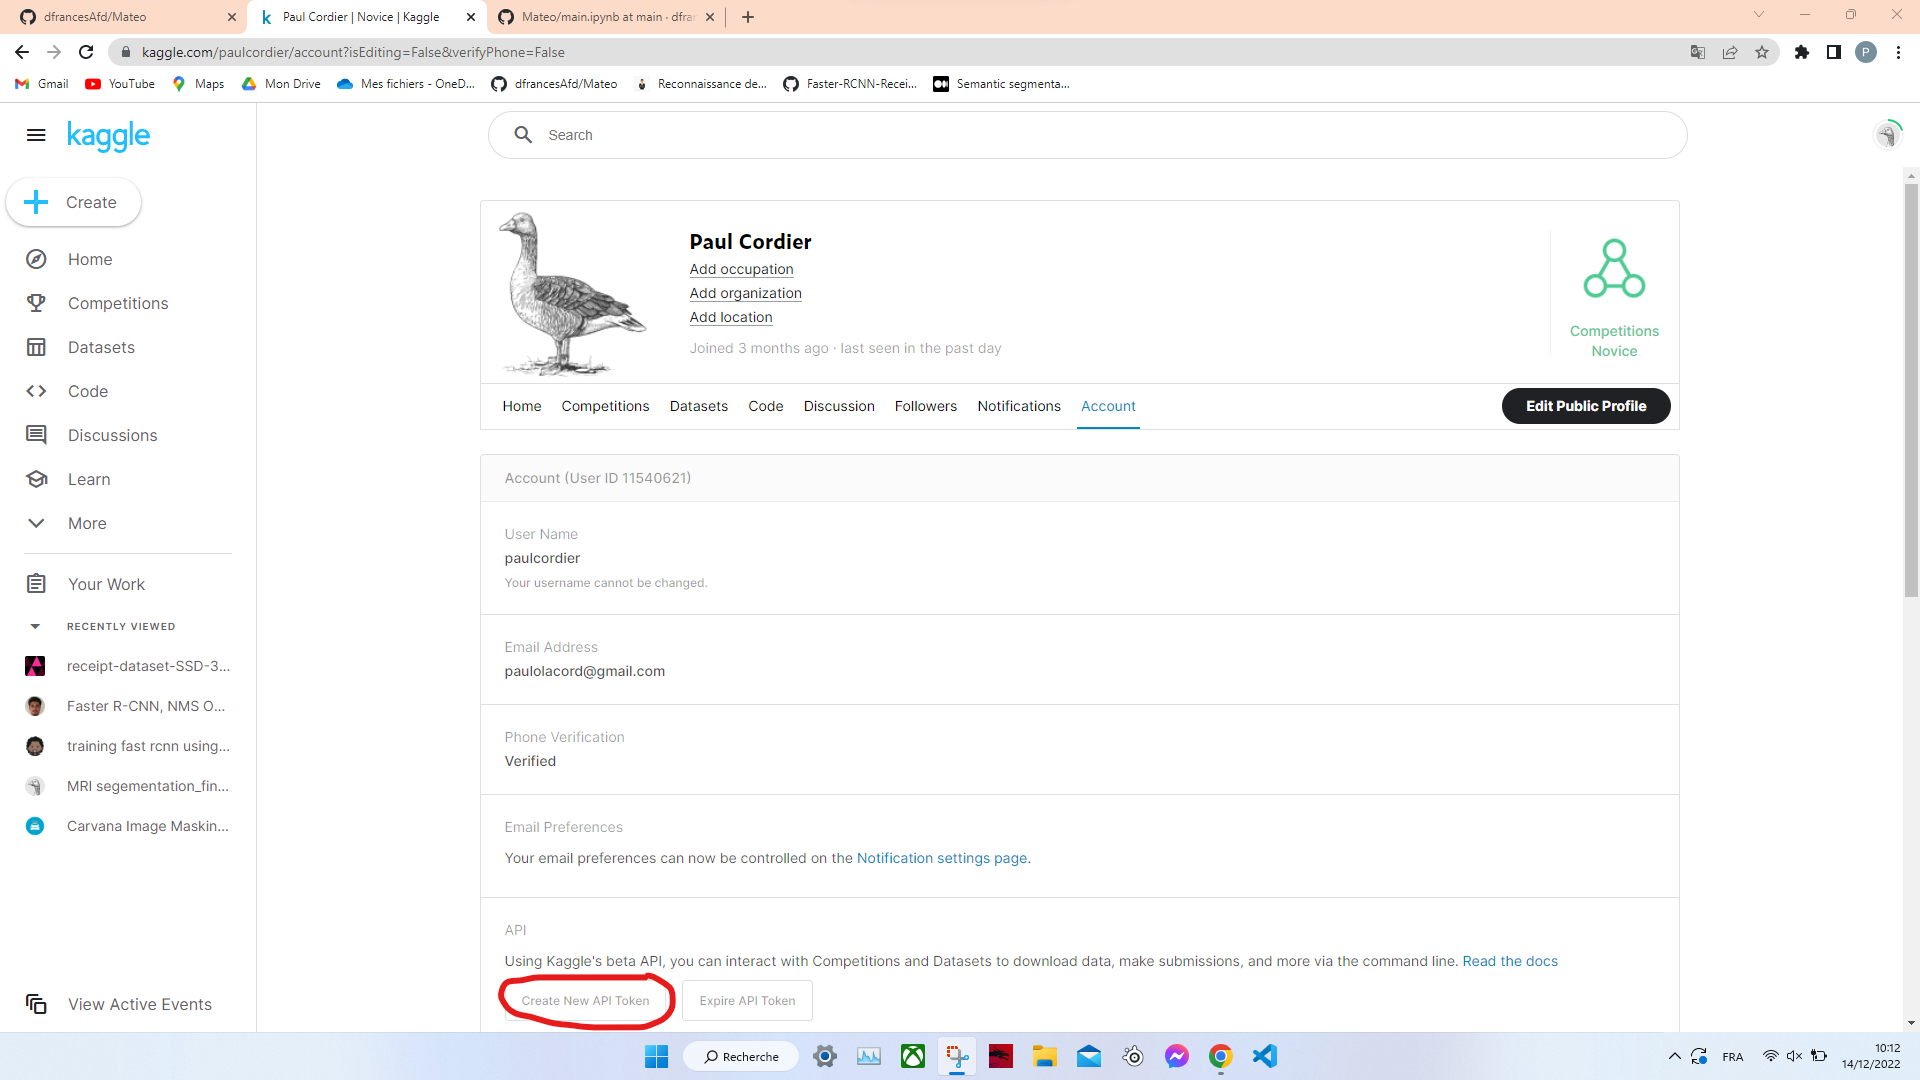 dfrancesAfd/Mateo
Paul Cordier | Novice | Kaggle
Mateo/main.ipynb at main · dfran
kaggle.com/paulcordier/account?isEditing=False&verifyPhone=False
P
Gmail
YouTube
Maps
Mon Drive
Mes fichiers - OneD...
dfrancesAfd/Mateo
Reconnaissance de...
Faster-RCNN-Recei...
Semantic segmenta...
kaggle
Search
Create
Home
Competitions
Datasets
Code
Discussions
Learn
More
Your Work
RECENTLY VIEWED
receipt-dataset-SSD-3...
Faster R-CNN, NMS O...
training fast rcnn using...
MRI segementation_fin...
Carvana Image Maskin...
View Active Events
Paul Cordier
Add occupation
Add organization
Add location
Joined 3 months ago · last seen in the past day
Competitions
Novice
Home Competitions Datasets Code Discussion Followers Notifications Account
Edit Public Profile
Account (User ID 11540621)
User Name
paulcordier
Your username cannot be changed.
Email Address
paulolacord@gmail.com
Phone Verification
Verified
Email Preferences
Your email preferences can now be controlled on the Notification settings page.
API
Using Kaggle's beta API, you can interact with Competitions and Datasets to download data, make submissions, and more via the command line. Read the docs
Create New API Token
Expire API Token
Recherche
FRA
10:12
14/12/2022